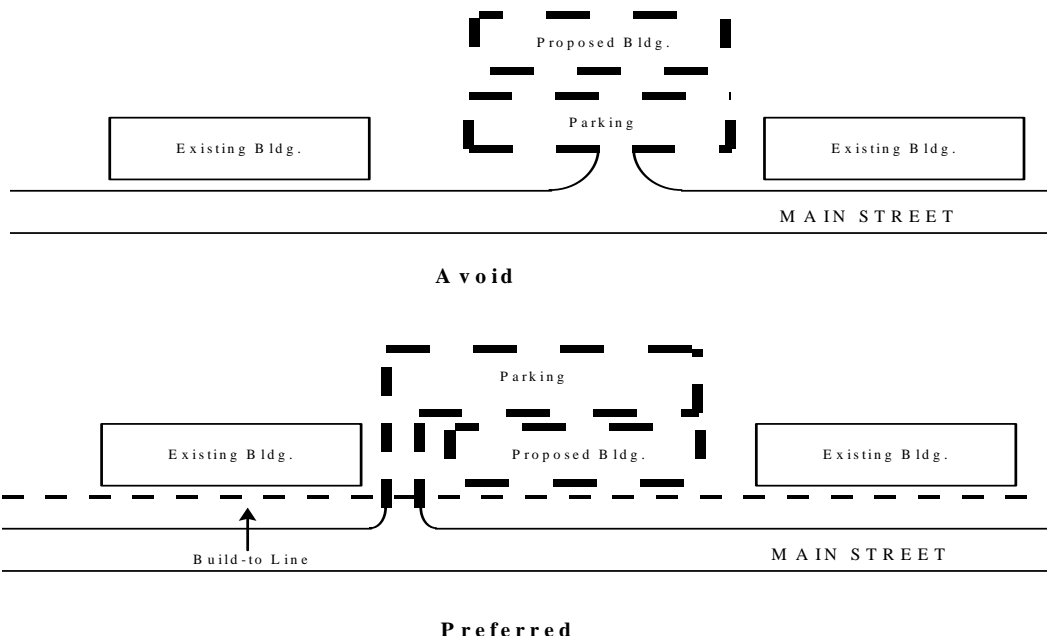 Proposed Bldg.
Parking
Existing Bldg.
Existing Bldg.
MAIN STREET
Avoid
Parking
Existing Bldg.
Proposed Bldg.
Existing Bldg.
Build-to Line
MAIN STREET
Preferred